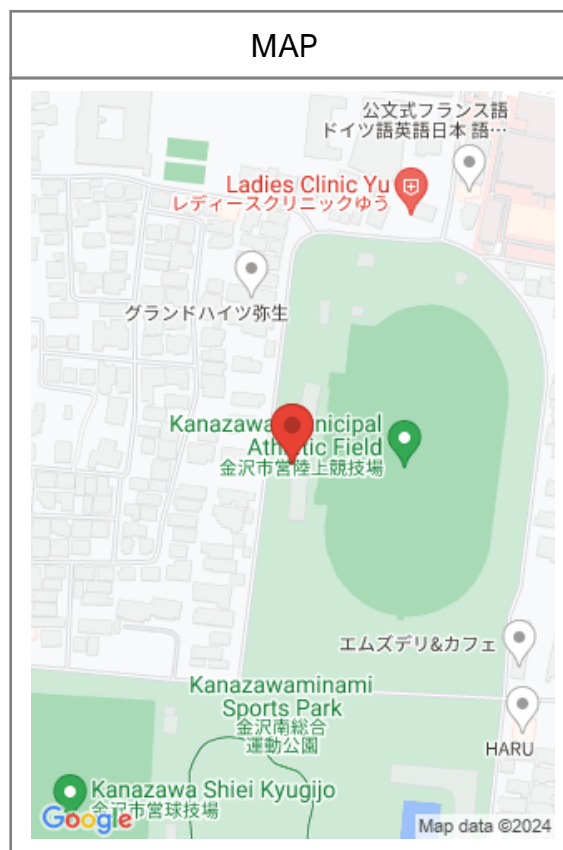 MAP
公文式フランス語
ドイツ語英語日本 語…
Ladies Clinic Yu
レディースクリニックゆう
グランドハイツ弥生
Kanazawa Municipal
Athletic Field
金沢市営陸上競技場
エムズデリ&カフェ
Kanazawaminami
Sports Park
金沢南総合
運動公園
HARU
Kanazawa Shiei Kyugijo
金沢市営球技場
Google
Map data ©2024